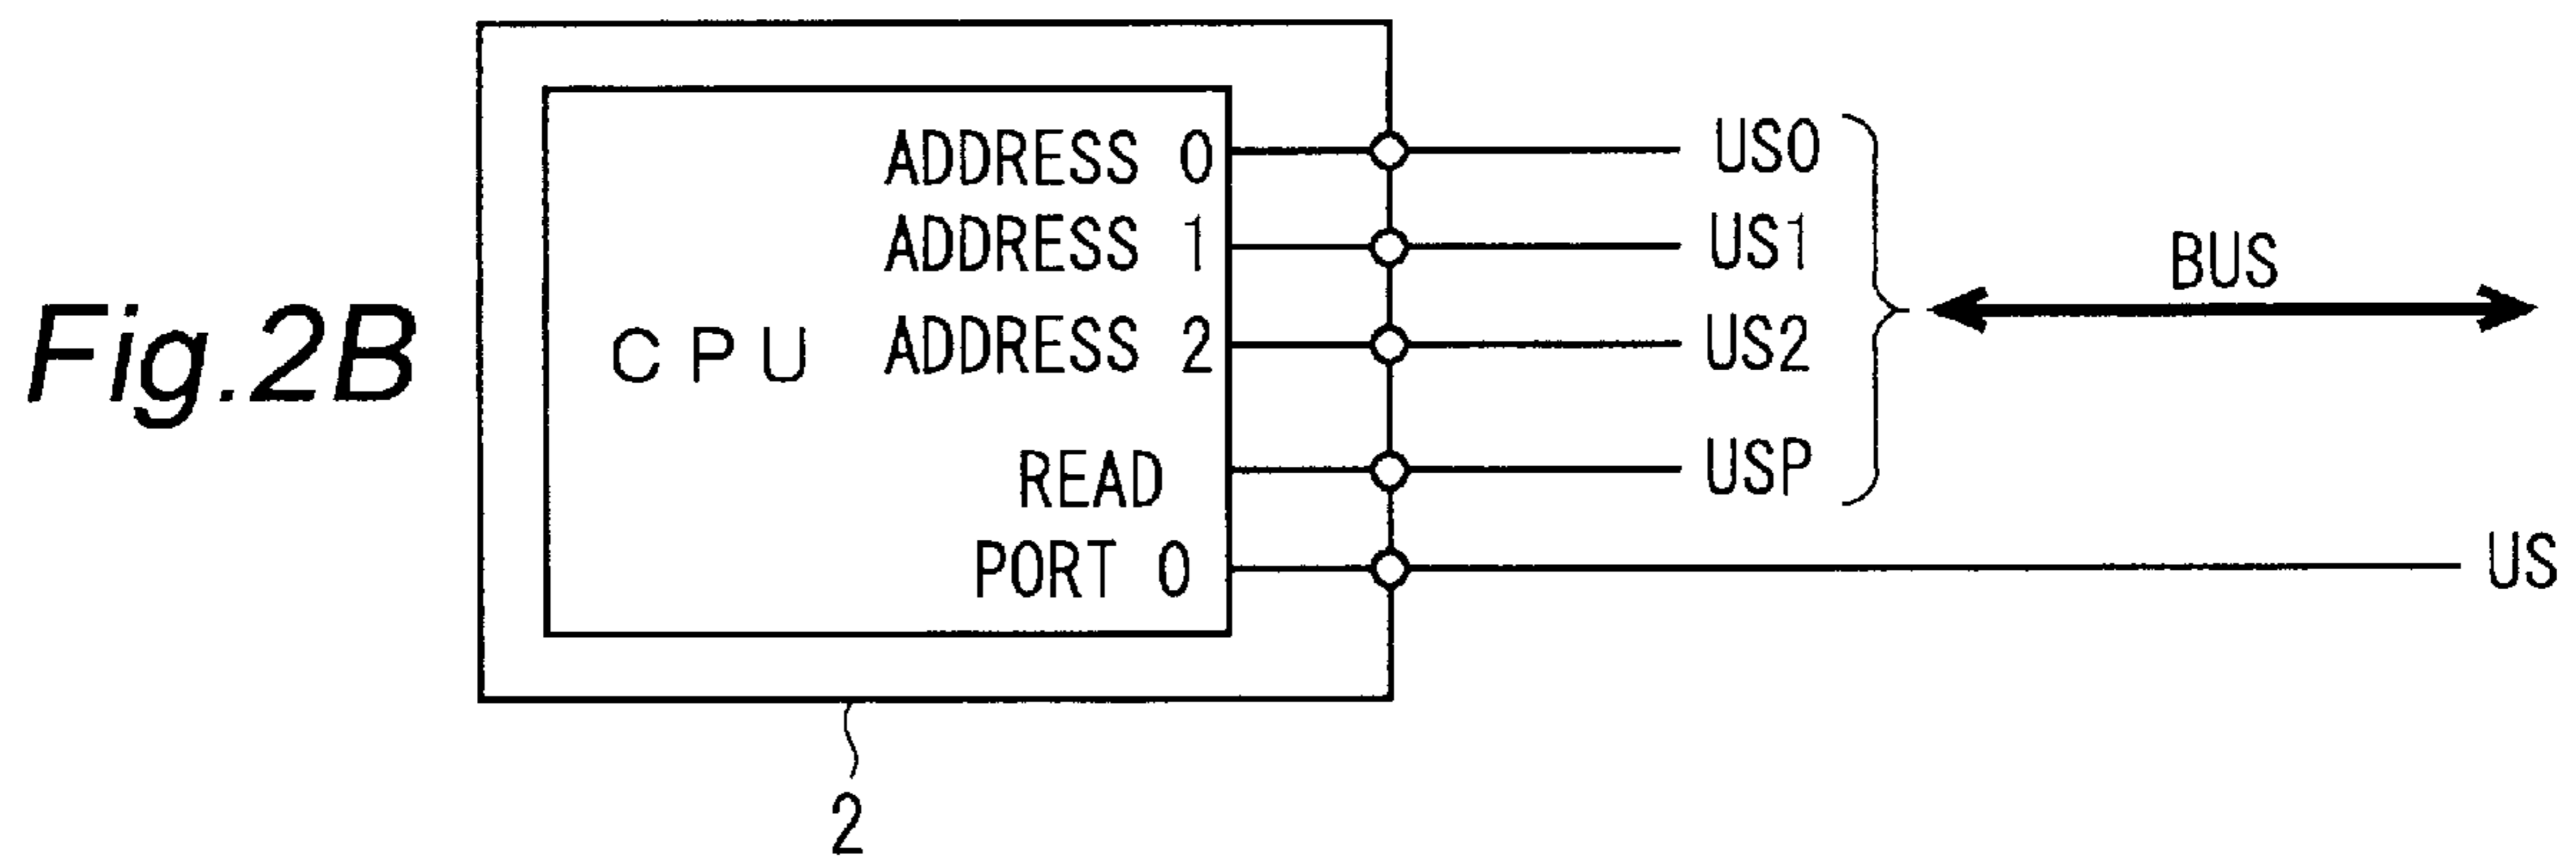 Fig.2B
CPU
ADDRESS 0
ADDRESS 1
ADDRESS 2
READ
PORT 0
US0
US1
US2
USP
BUS
US
2